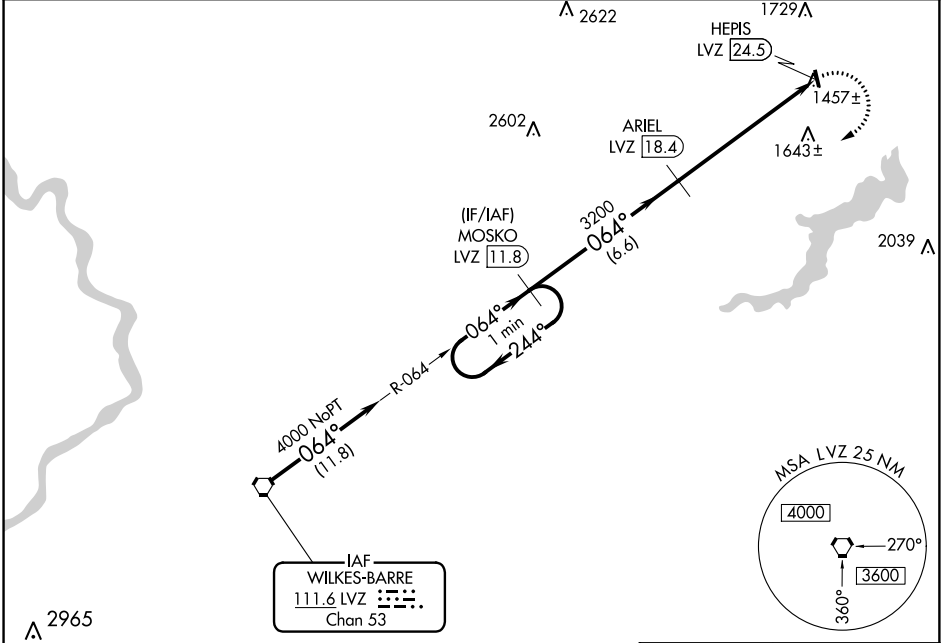 2622
1729
HEPIS
LVZ 24.5
1457±
2602
ARIEL
LVZ 18.4
1643±
(IF/IAF)
MOSKO
LVZ 11.8
3200
064°
(6.6)
2039
064°
1 min
244°
R-064
4000 NoPT
064°
(11.8)
MSA LVZ 25 NM
4000
270°
3600
360°
IAF
WILKES-BARRE
111.6 LVZ
Chan 53
2965